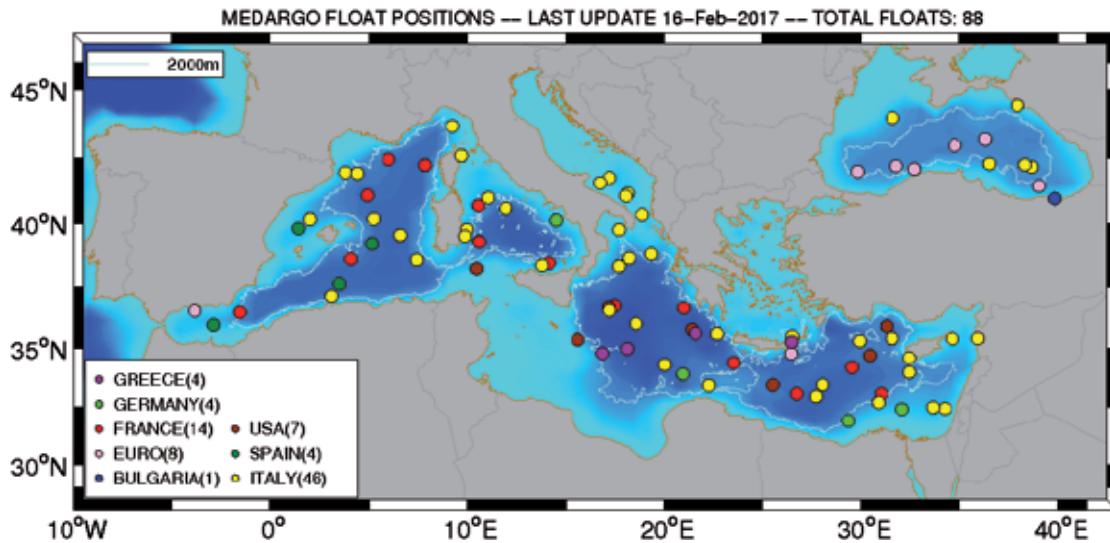 MEDARGO FLOAT POSITIONS -- LAST UPDATE 16-Feb-2017 -- TOTAL FLOATS: 88
2000m
45°N
40°N
35°N
30°N
GREECE(4)
GERMANY(4)
FRANCE(14) USA(7)
EURO(8) SPAIN(4)
BULGARIA(1) ITALY(46)
10°W 0° 10°E 20°E 30°E 40°E